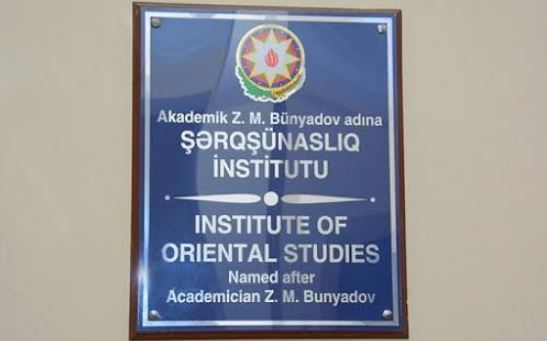 Akademik Z. M. Bünyadov adına
ŞƏRQŞÜNASLIQ
İNSTİTUTU
INSTITUTE OF
ORIENTAL STUDIES
Named after
Academician Z. M. Bunyadov